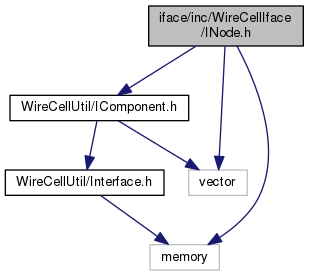 iface/inc/WireCellIface
/INode.h
WireCellUtil/IComponent.h
WireCellUtil/Interface.h
vector
memory